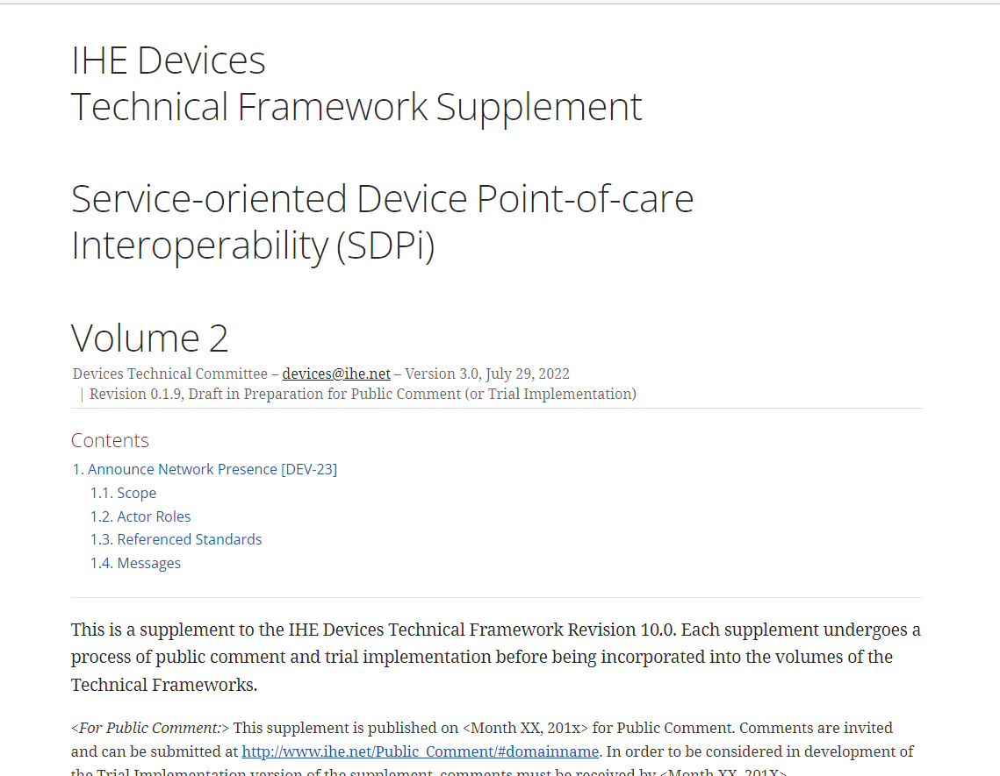 IHE Devices
Technical Framework Supplement
Service-oriented Device Point-of-care
Interoperability (SDPi)
Volume 2
Devices Technical Committee – devices@ihe.net – Version 3.0, July 29, 2022
| Revision 0.1.9, Draft in Preparation for Public Comment (or Trial Implementation)
Contents
1. Announce Network Presence [DEV-23]
1.1. Scope
1.2. Actor Roles
1.3. Referenced Standards
1.4. Messages
This is a supplement to the IHE Devices Technical Framework Revision 10.0. Each supplement undergoes a
process of public comment and trial implementation before being incorporated into the volumes of the
Technical Frameworks.
<For Public Comment:> This supplement is published on <Month XX, 201x> for Public Comment. Comments are invited
and can be submitted at http://www.ihe.net/Public_Comment/#domainname. In order to be considered in development of
the Trial Implementation version of the supplement, comments must be received by <Month XX, 201X>.